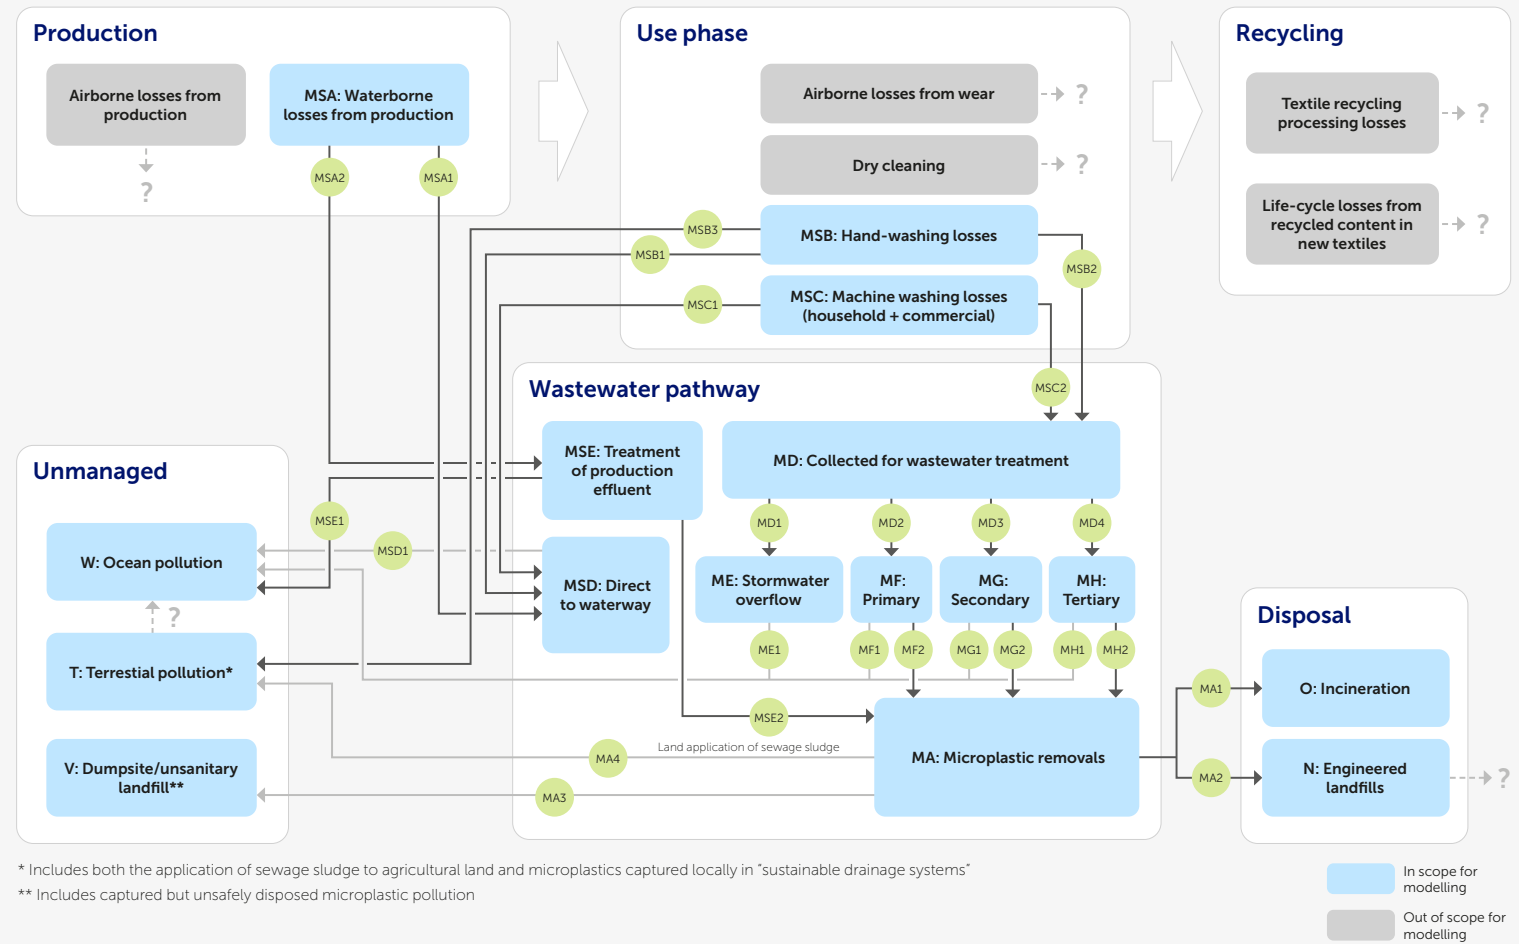 Production
Airborne losses from
production
?
MSA: Waterborne
losses from production
MSA2
MSA1
Use phase
Airborne losses from wear
?
Dry cleaning
?
MSB: Hand-washing losses
MSB3
MSB1
MSB2
MSC: Machine washing losses
(household + commercial)
MSC1
MSC2
Recycling
Textile recycling
processing losses
?
Life-cycle losses from
recycled content in
new textiles
?
Wastewater pathway
MSE: Treatment
of production
effluent
MD: Collected for wastewater treatment
MD1
MD2
MD3
MD4
MSD: Direct
to waterway
ME: Stormwater
overflow
MF:
Primary
MG:
Secondary
MH:
Tertiary
ME1
MF1
MF2
MG1
MG2
MH1
MH2
MSE2
Land application of sewage sludge
MA4
MA3
MA: Microplastic removals
Unmanaged
MSE1
MSD1
W: Ocean pollution
?
T: Terrestial pollution*
V: Dumpsite/unsanitary
landfill**
Disposal
MA1
O: Incineration
MA2
N: Engineered
landfills
?
* Includes both the application of sewage sludge to agricultural land and microplastics captured locally in “sustainable drainage systems”
** Includes captured but unsafely disposed microplastic pollution
In scope for
modelling
Out of scope for
modelling